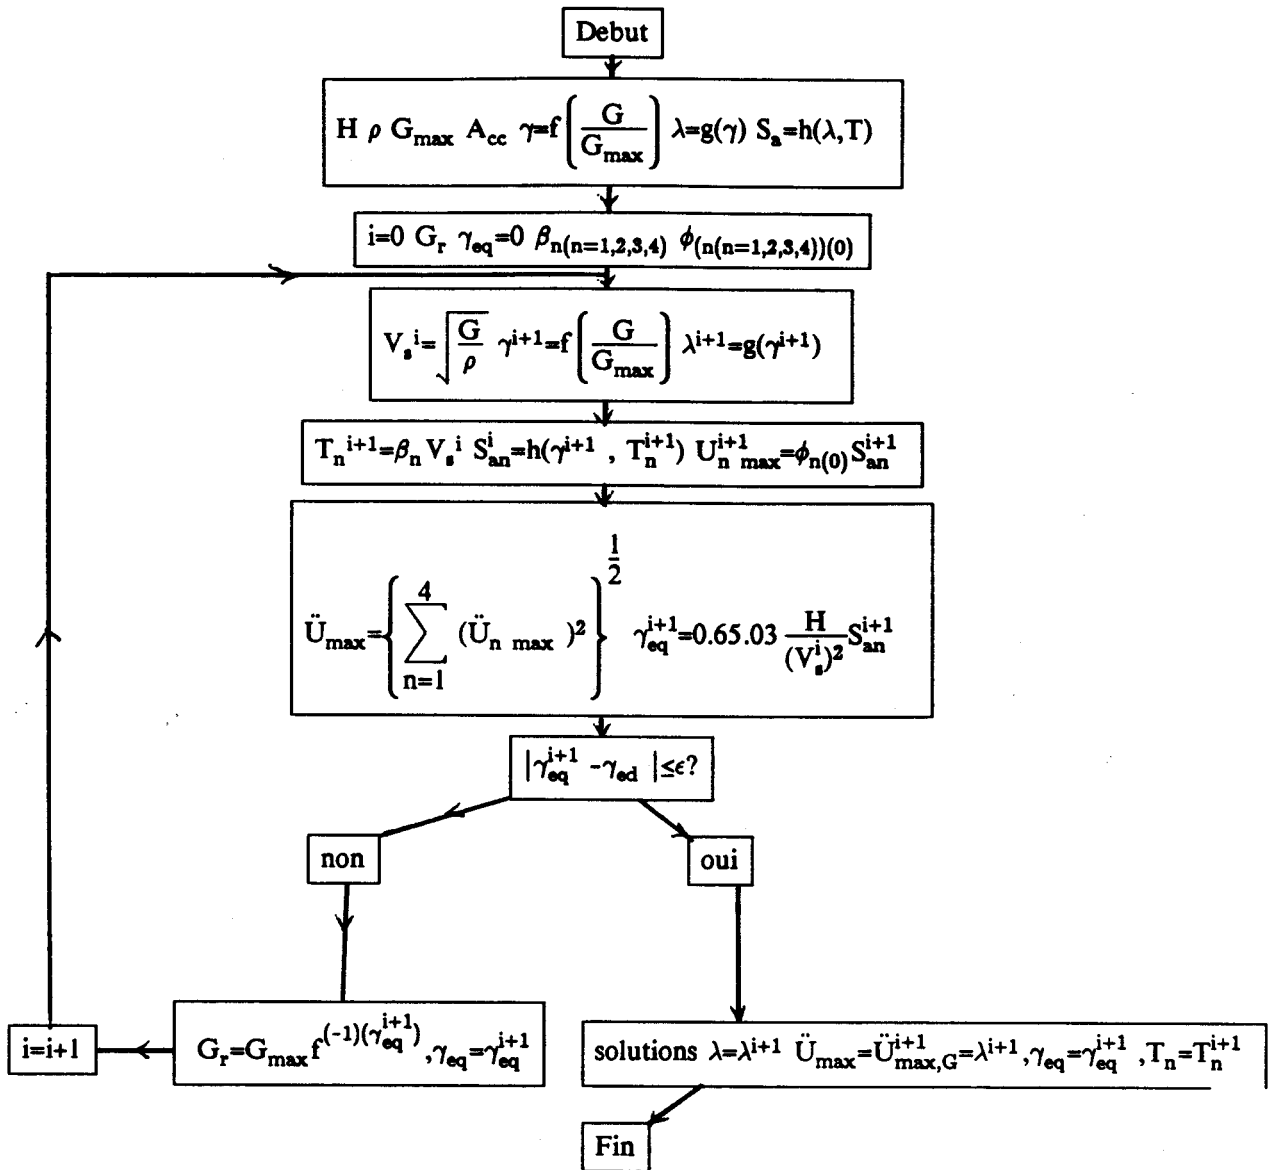 Debut
H ρ G_max A_cc γ=f(G/G_max) λ=g(γ) S_a=h(λ,T)
i=0 G_r γ_eq=0 β_n(n=1,2,3,4) ϕ_(n(n=1,2,3,4))(0)
V_s^i=√(G/ρ) γ^i+1=f(G/G_max) λ^i+1=g(γ^i+1)
T_n^i+1=β_n V_s^i S_an^i=h(γ^i+1 , T_n^i+1) U_n max^i+1=ϕ_n(0) S_an^i+1
Ü_max={∑_n=1^4 (Ü_n max )^2}^1/2 γ_eq^i+1=0.65.03 H/(V_s^i)^2 S_an^i+1
|γ_eq^i+1 -γ_ed |≤ϵ?
non
oui
i=i+1
G_r=G_max f^(-1)(γ_eq^i+1) ,γ_eq=γ_eq^i+1
solutions λ=λ^i+1 Ü_max=Ü_max,G^i+1=λ^i+1 ,γ_eq=γ_eq^i+1 ,T_n=T_n^i+1
Fin